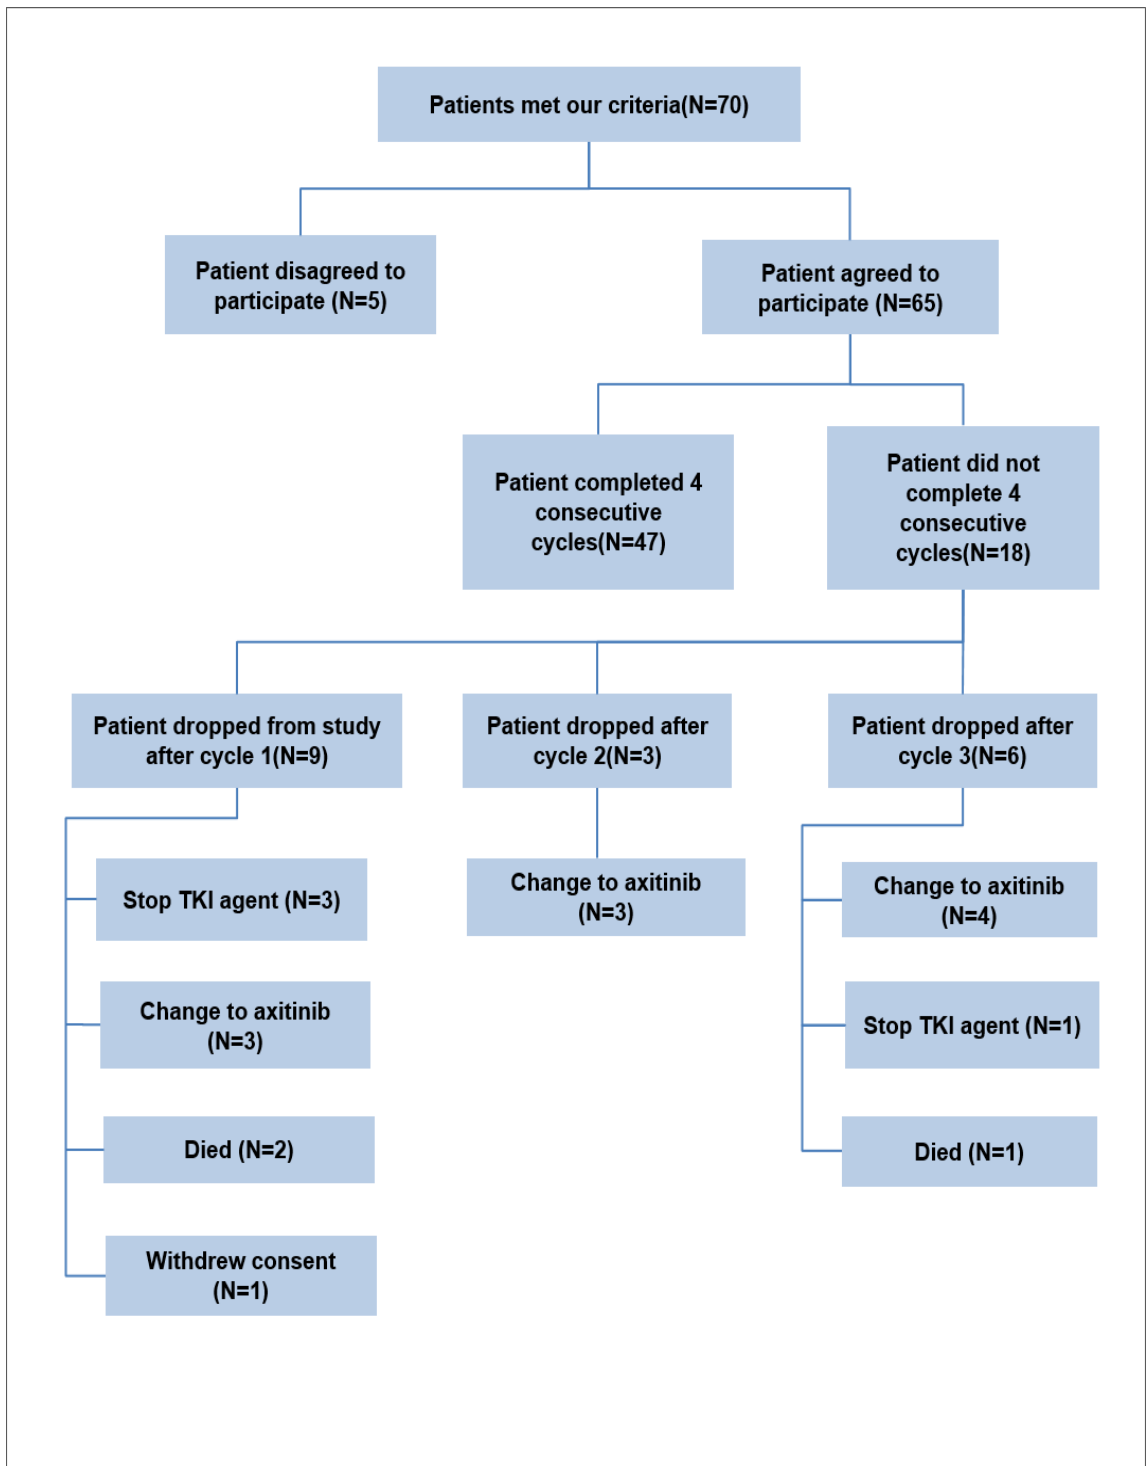 Patients met our criteria(N=70)
Patient disagreed to
participate (N=5)
Patient agreed to
participate (N=65)
Patient completed 4
consecutive
cycles(N=47)
Patient did not
complete 4
consecutive
cycles(N=18)
Patient dropped from study
after cycle 1(N=9)
Patient dropped after
cycle 2(N=3)
Patient dropped after
cycle 3(N=6)
Stop TKI agent (N=3)
Change to axitinib
(N=3)
Died (N=2)
Withdrew consent
(N=1)
Change to axitinib
(N=3)
Change to axitinib
(N=4)
Stop TKI agent (N=1)
Died (N=1)